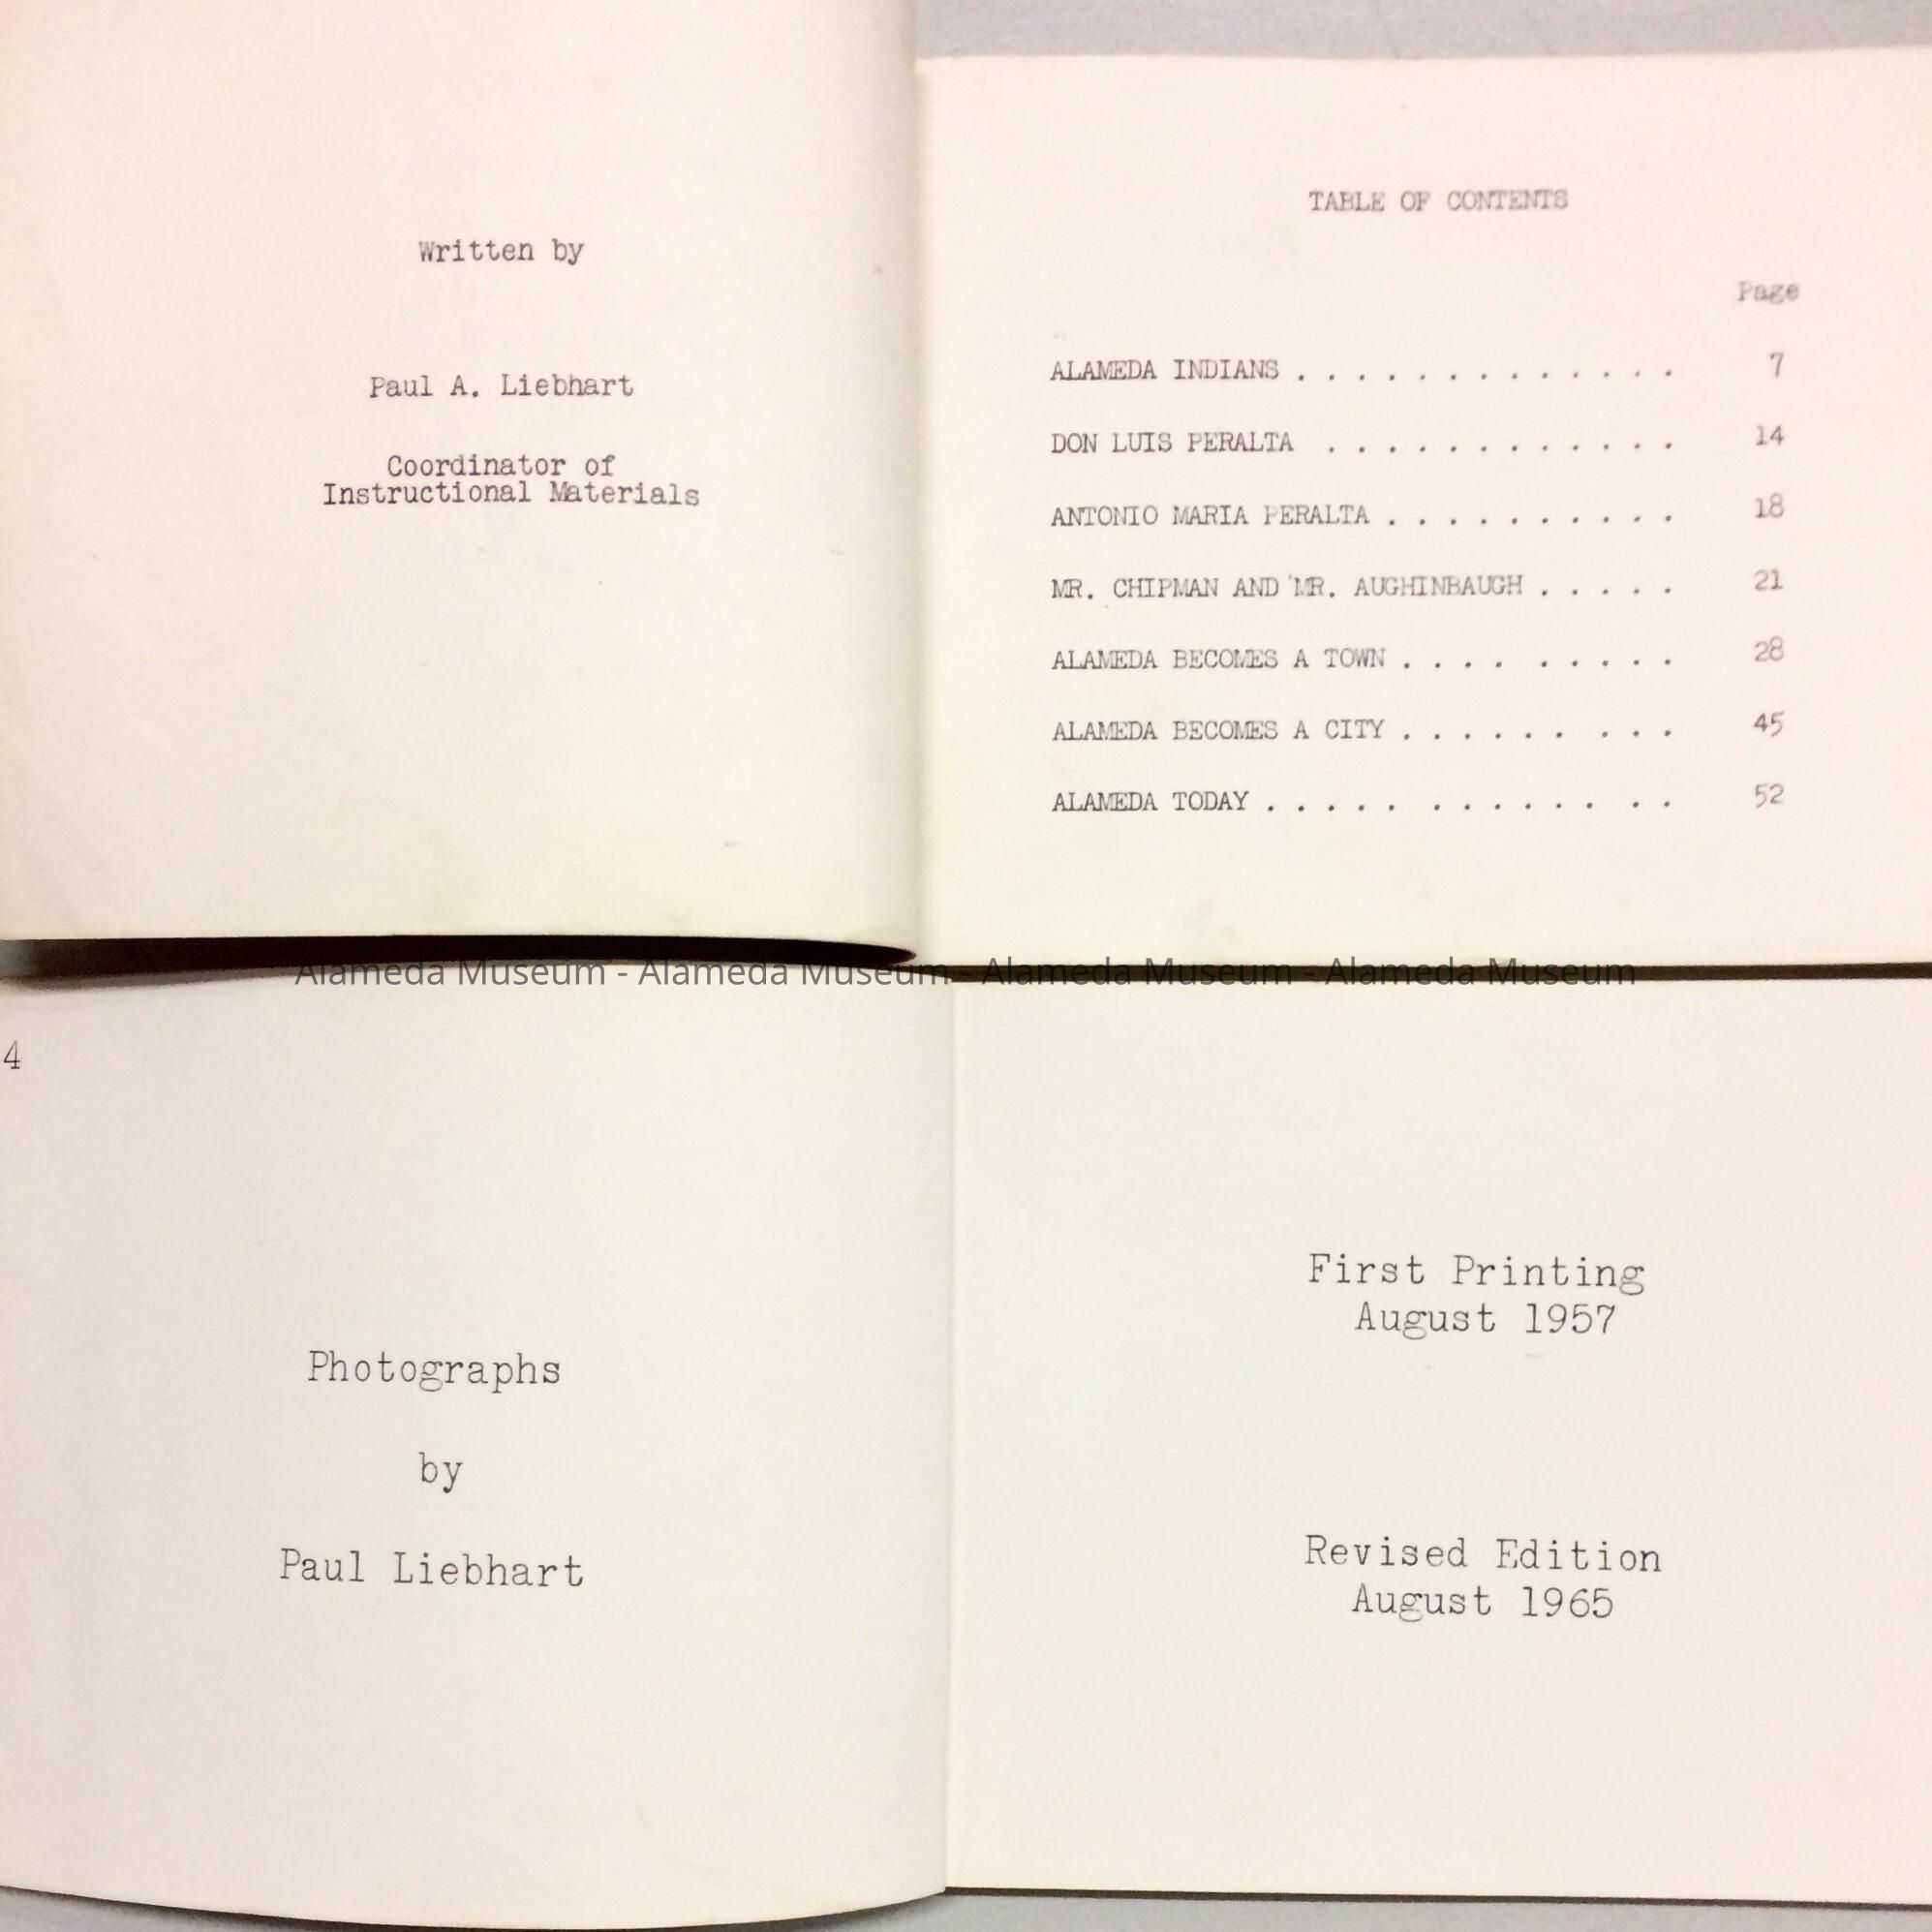 Written by
Paul A. Liebhart
Coordinator of
Instructional Materials
TABLE OF CONTENTS
Page
ALAMEDA INDIANS . . . . . . . . . . . . . 7
DON LUIS PERALTA . . . . . . . . . . . . 14
ANTONIO MARIA PERALTA . . . . . . . . . . 18
MR. CHIPMAN AND MR. AUGHINBAUGH . . . . . 21
ALAMEDA BECOMES A TOWN . . . . . . . . . 28
ALAMEDA BECOMES A CITY . . . . . . . . . 45
ALAMEDA TODAY . . . . . . . . . . . . . 52
Alameda Museum - Alameda Museum - Alameda Museum - Alameda Museum
4
Photographs
by
Paul Liebhart
First Printing
August 1957
Revised Edition
August 1965